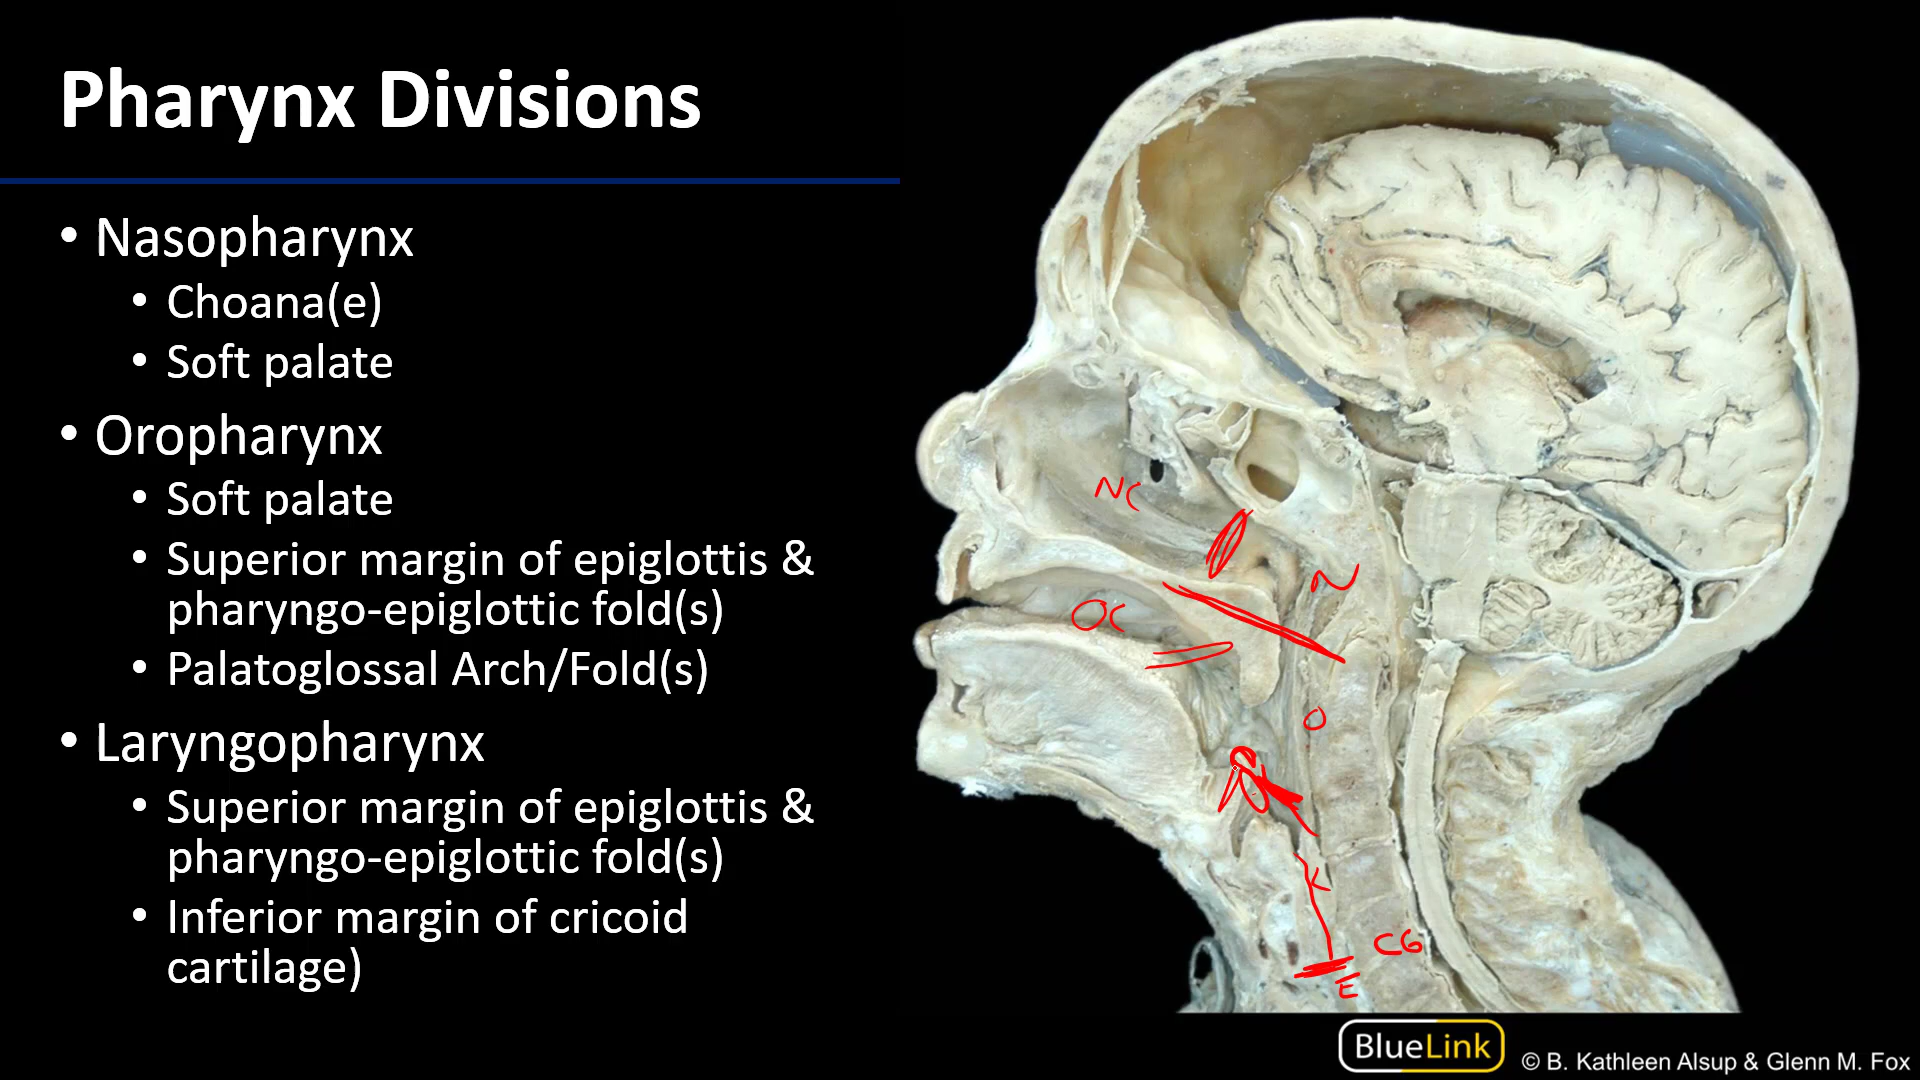 Pharynx Divisions
• Nasopharynx
• Choana(e)
• Soft palate
• Oropharynx
• Soft palate
• Superior margin of epiglottis &
pharyngo-epiglottic fold(s)
• Palatoglossal Arch/Fold(s)
• Laryngopharynx
• Superior margin of epiglottis &
pharyngo-epiglottic fold(s)
• Inferior margin of cricoid
cartilage)
NC
N
OC
O
C6
E
BlueLink
© B. Kathleen Alsup & Glenn M. Fox